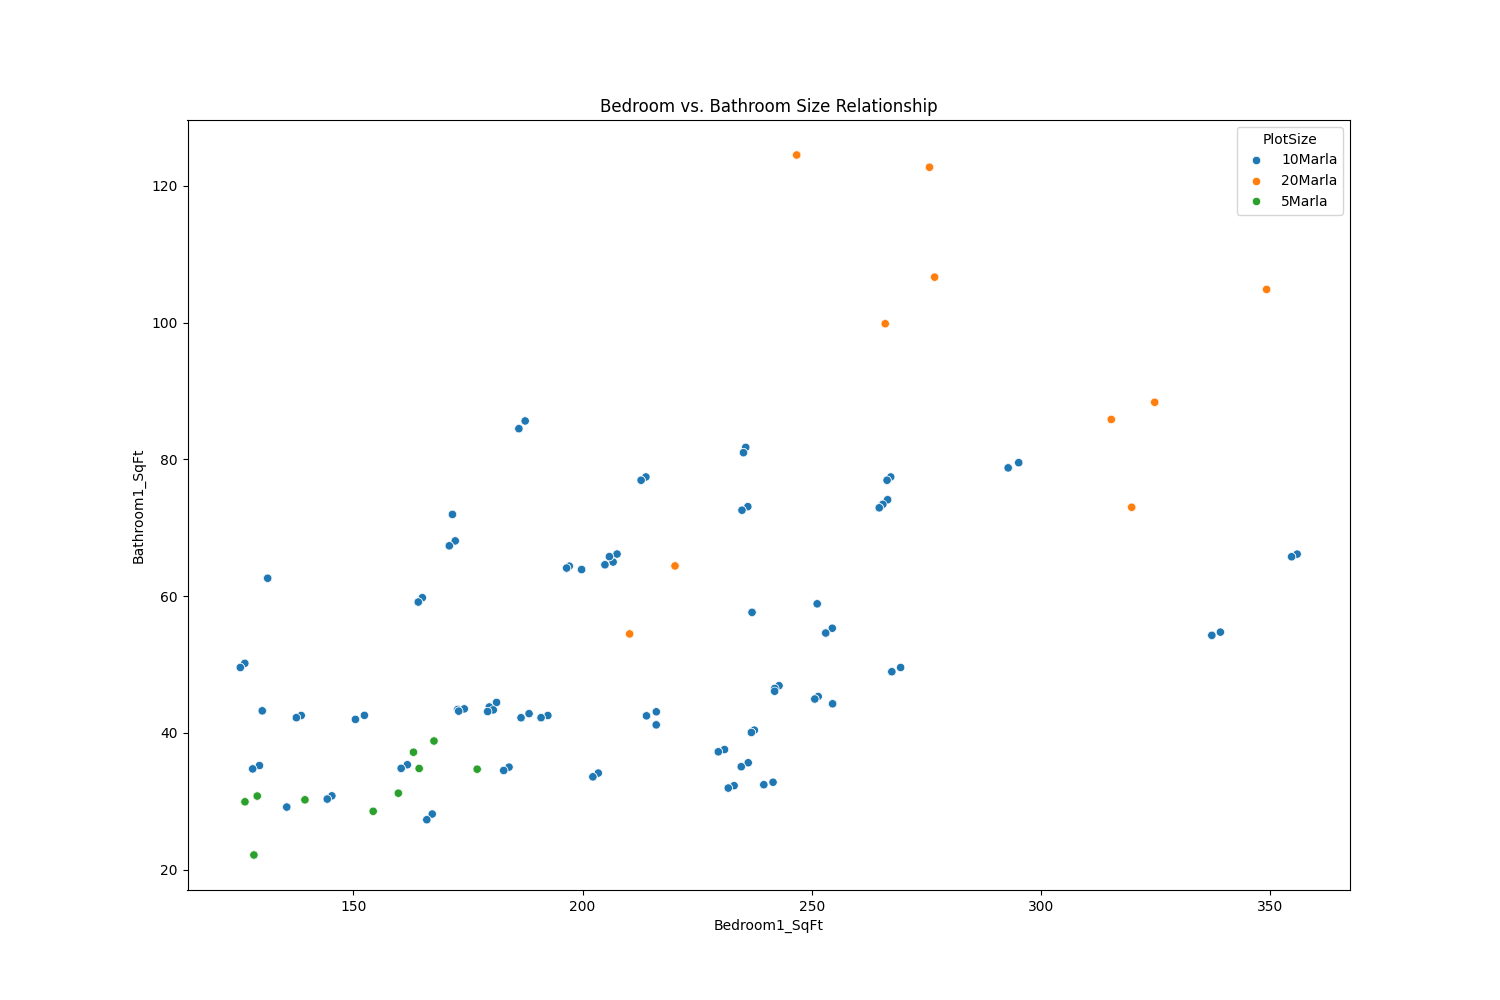 Bedroom vs. Bathroom Size Relationship
PlotSize
10Marla
20Marla
5Marla
Bathroom1_SqFt
120
100
80
60
40
20
150 200 250 300 350
Bedroom1_SqFt